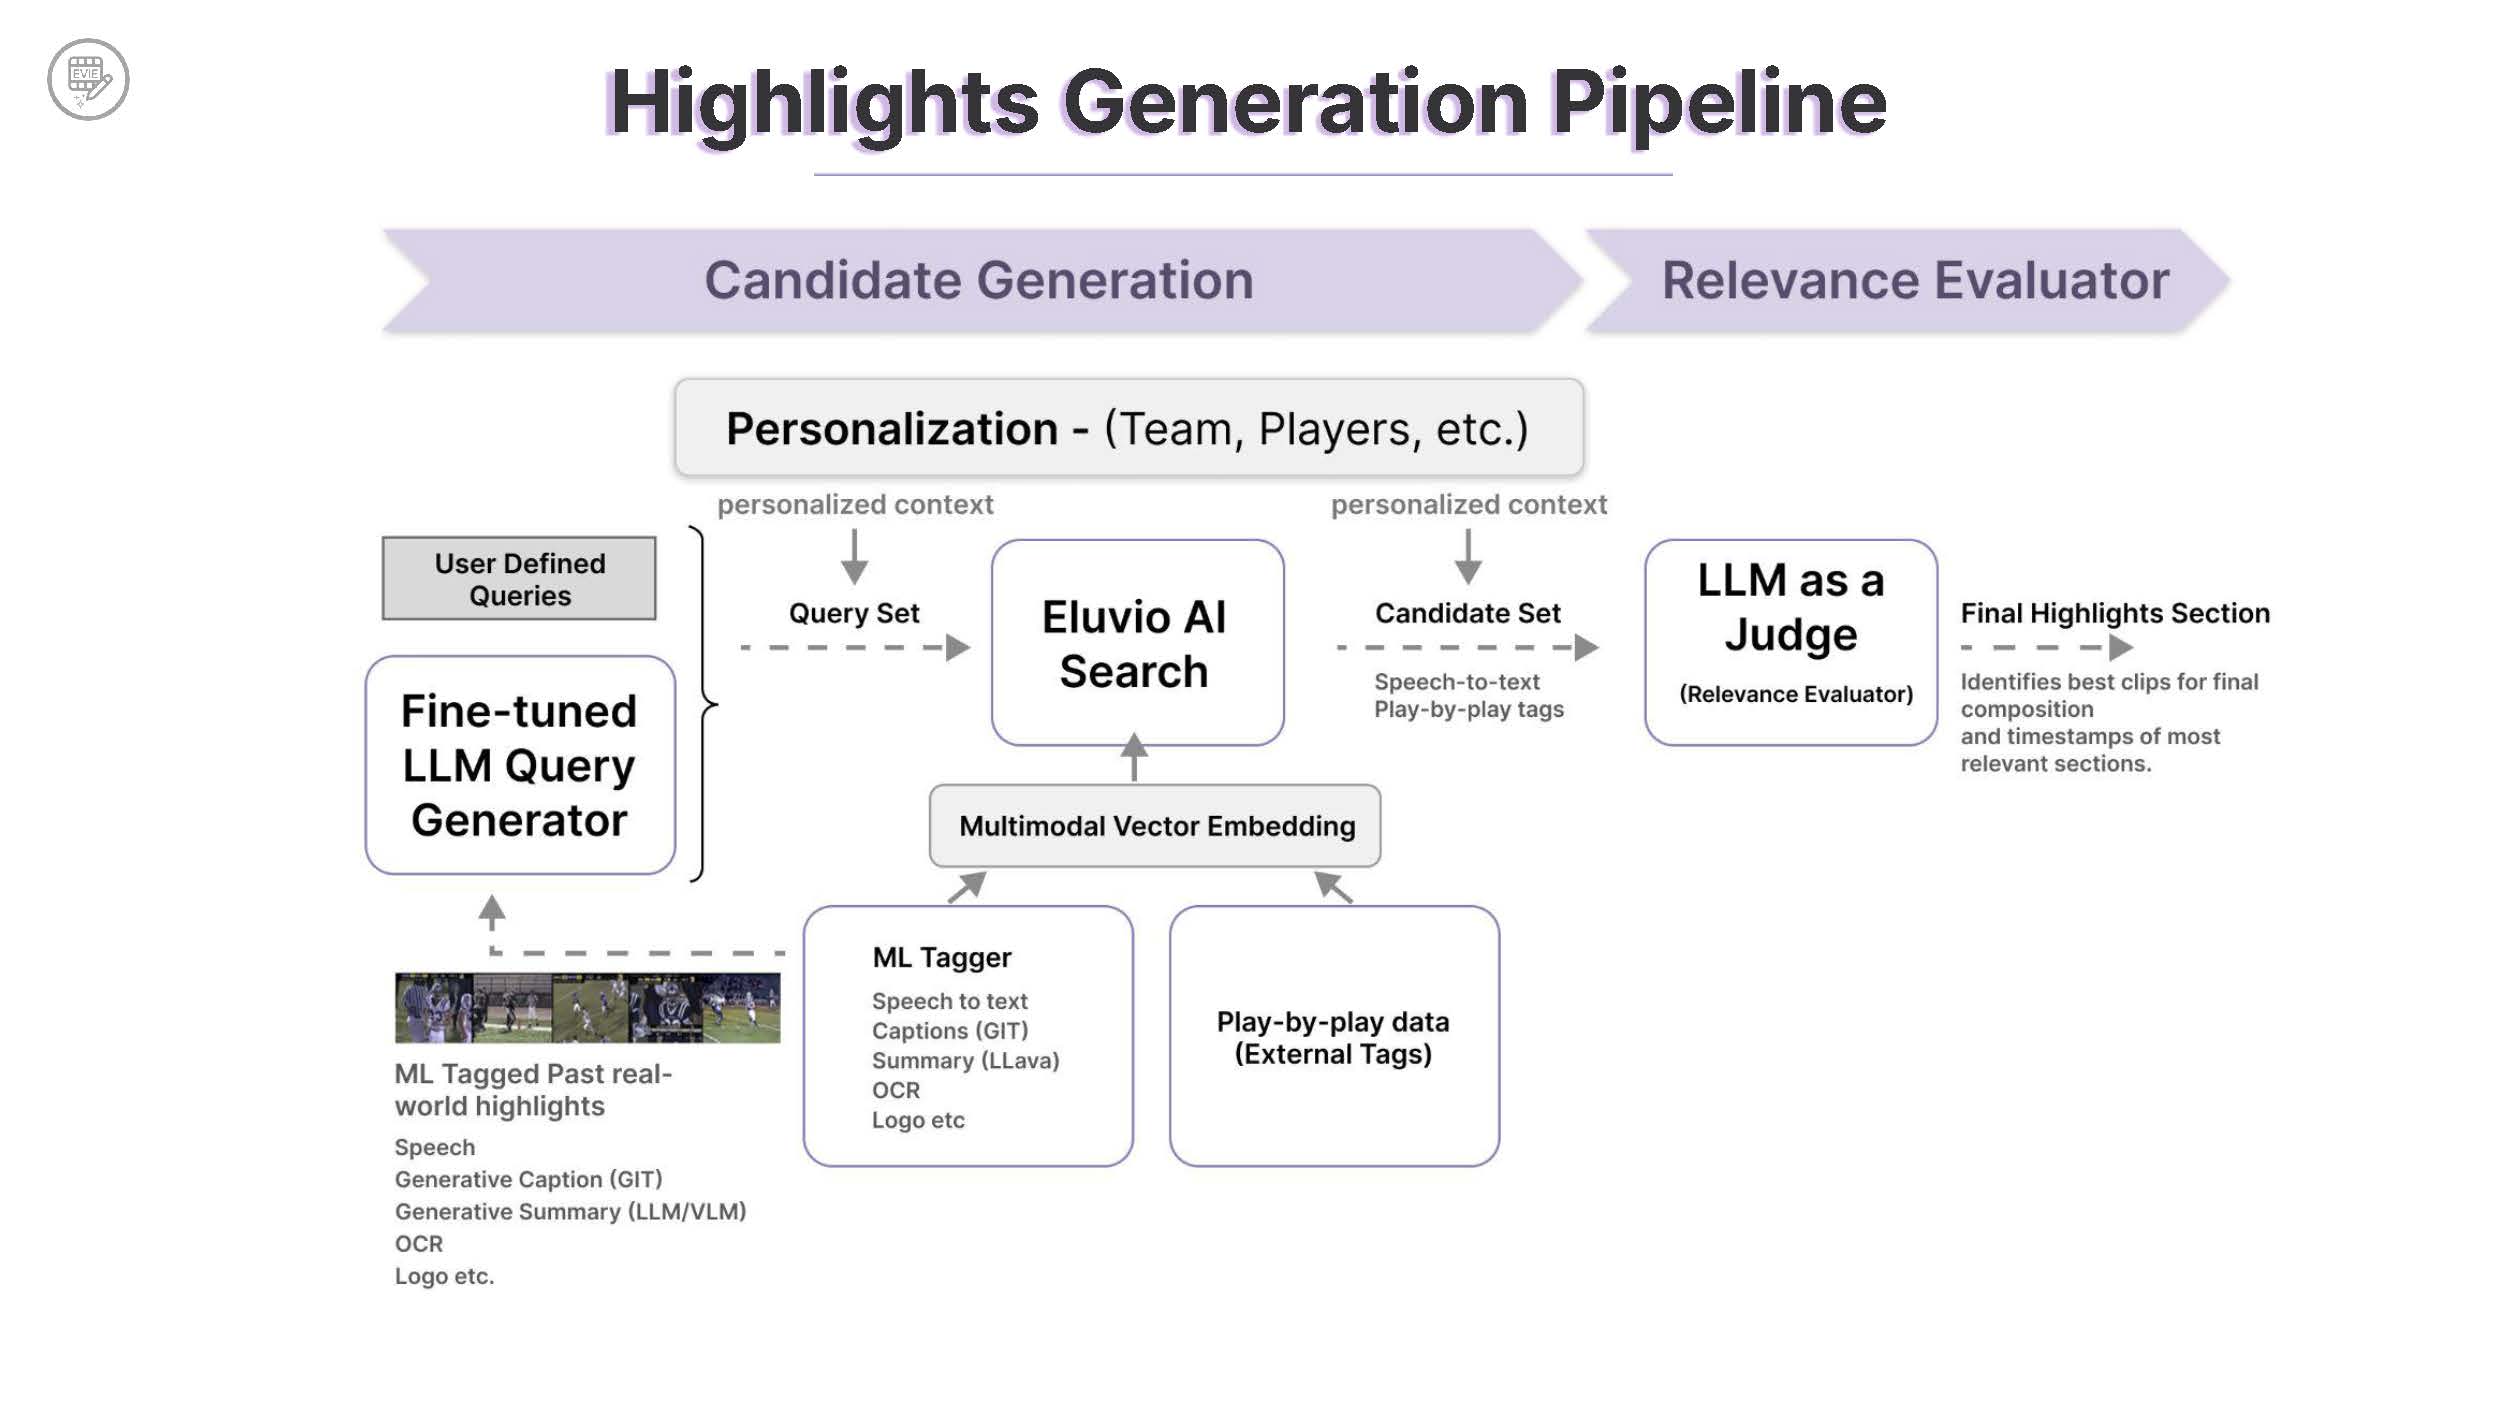 EVIE
Highlights Generation Pipeline
Candidate Generation
Relevance Evaluator
Personalization - (Team, Players, etc.)
personalized context
personalized context
User Defined
Queries
Fine-tuned
LLM Query
Generator
Query Set
Eluvio AI
Search
Candidate Set
Speech-to-text
Play-by-play tags
LLM as a
Judge
(Relevance Evaluator)
Final Highlights Section
Identifies best clips for final
composition
and timestamps of most
relevant sections.
Multimodal Vector Embedding
ML Tagger
Speech to text
Captions (GIT)
Summary (LLava)
OCR
Logo etc
Play-by-play data
(External Tags)
ML Tagged Past real-
world highlights
Speech
Generative Caption (GIT)
Generative Summary (LLM/VLM)
OCR
Logo etc.